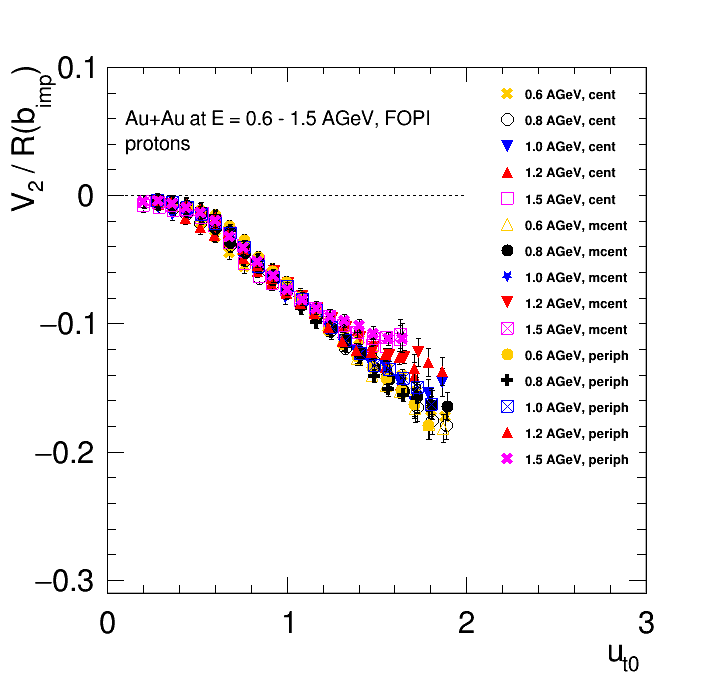 0.1
Au+Au at E = 0.6 - 1.5 AGeV, FOPI
protons
V2 / R(bimp)
0
−0.1
−0.2
−0.3
0.6 AGeV, cent
0.8 AGeV, cent
1.0 AGeV, cent
1.2 AGeV, cent
1.5 AGeV, cent
0.6 AGeV, mcent
0.8 AGeV, mcent
1.0 AGeV, mcent
1.2 AGeV, mcent
1.5 AGeV, mcent
0.6 AGeV, periph
0.8 AGeV, periph
1.0 AGeV, periph
1.2 AGeV, periph
1.5 AGeV, periph
0 1 2 3
ut0